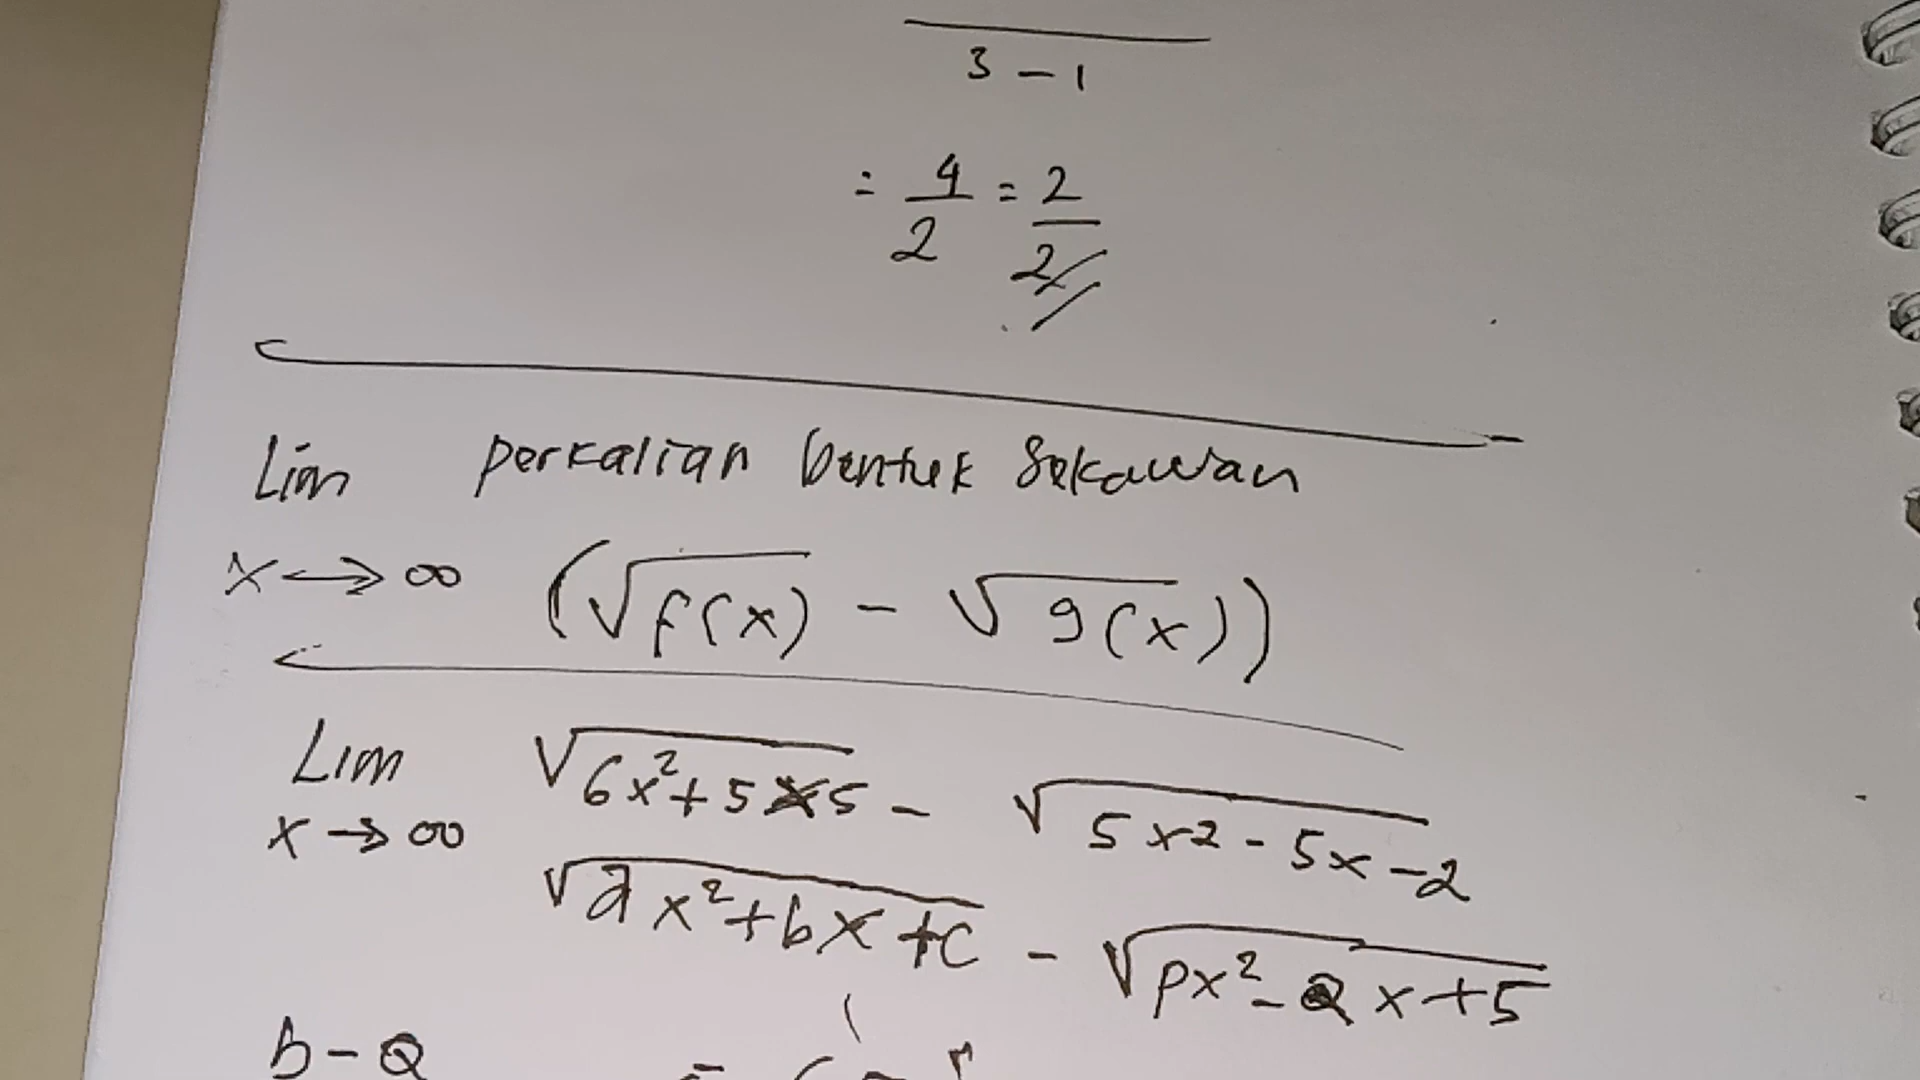 3 - 1
= 4/2 = 2/2
Lim perkalian bentuk sekawan
x → ∞ (√f(x) - √g(x))
Lim √6x²+5x5 - √5x2-5x-2
x → ∞
√ax²+bx+c - √px²-Qx+5
b-Q